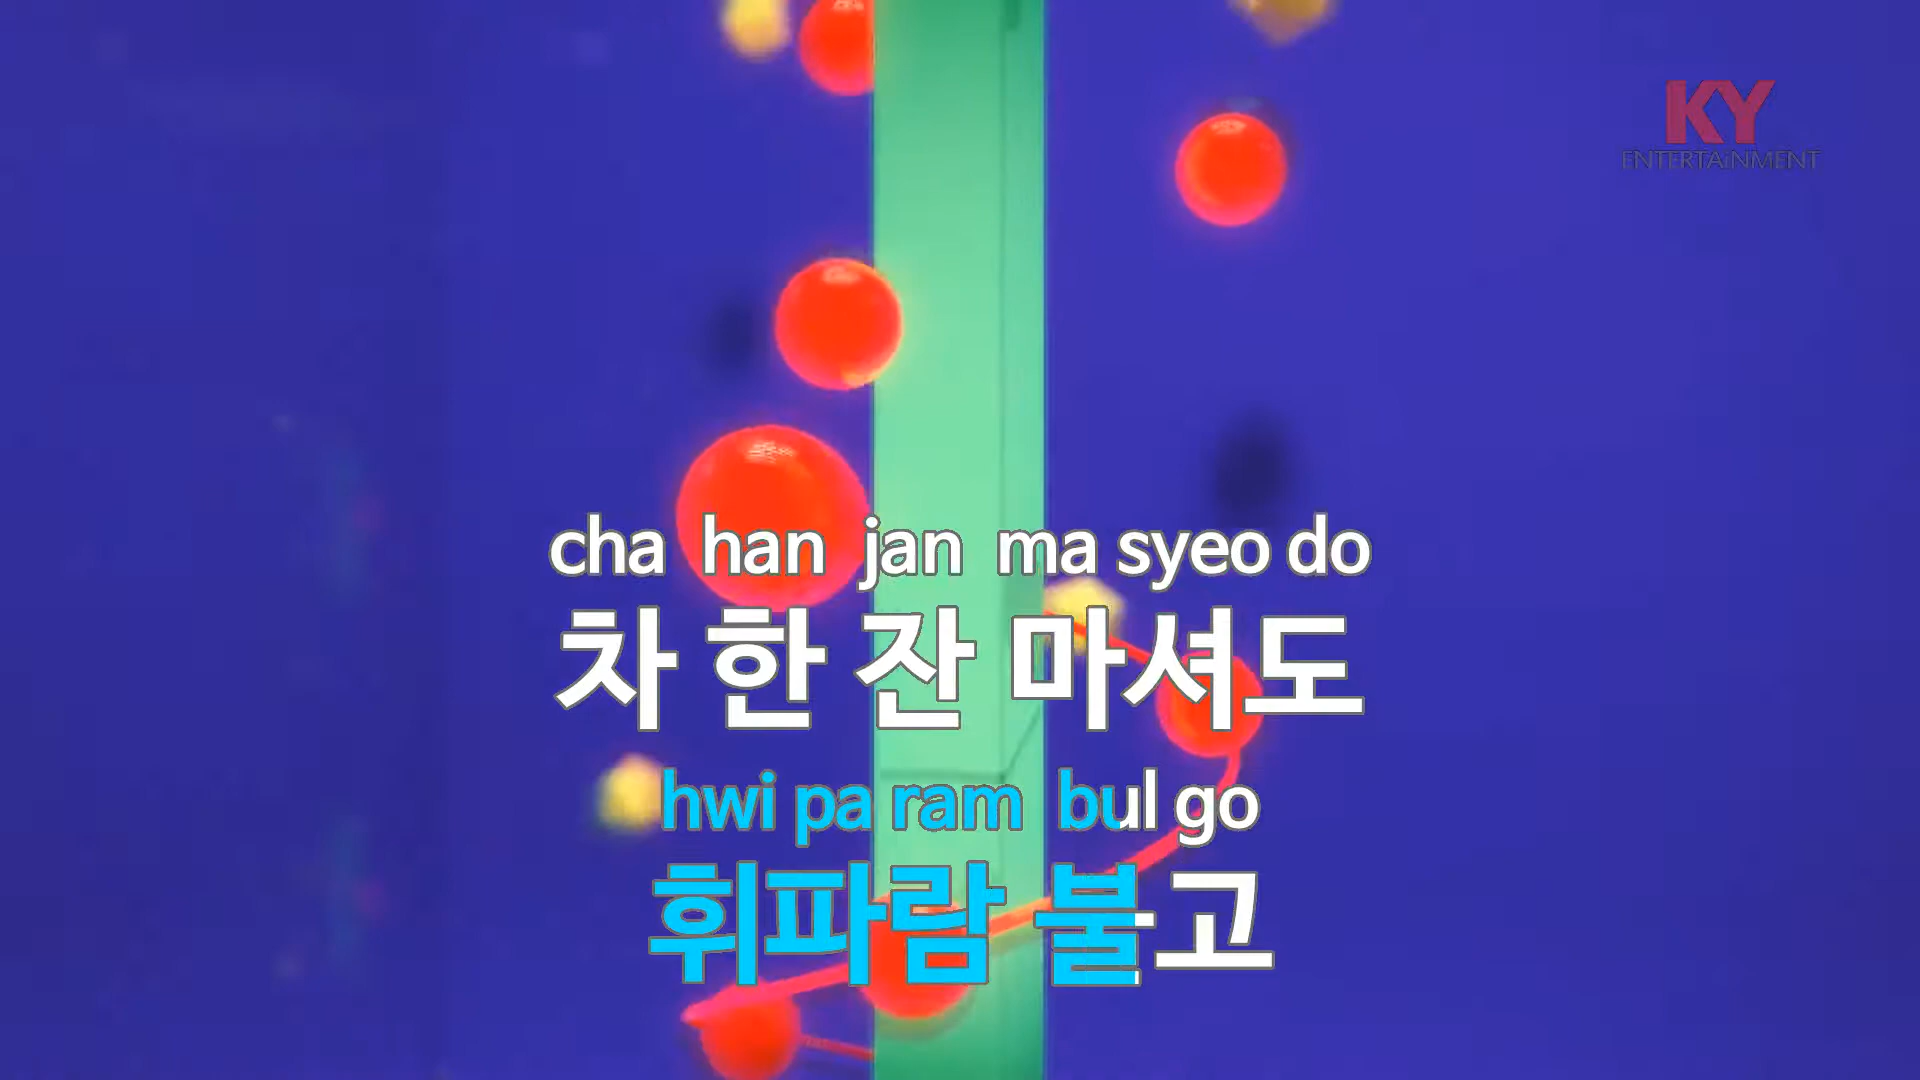 KY
ENTERTAiNMENT
cha han jan ma syeo do
차 한 잔 마셔도
hwi pa ram bul go
휘파람 불고